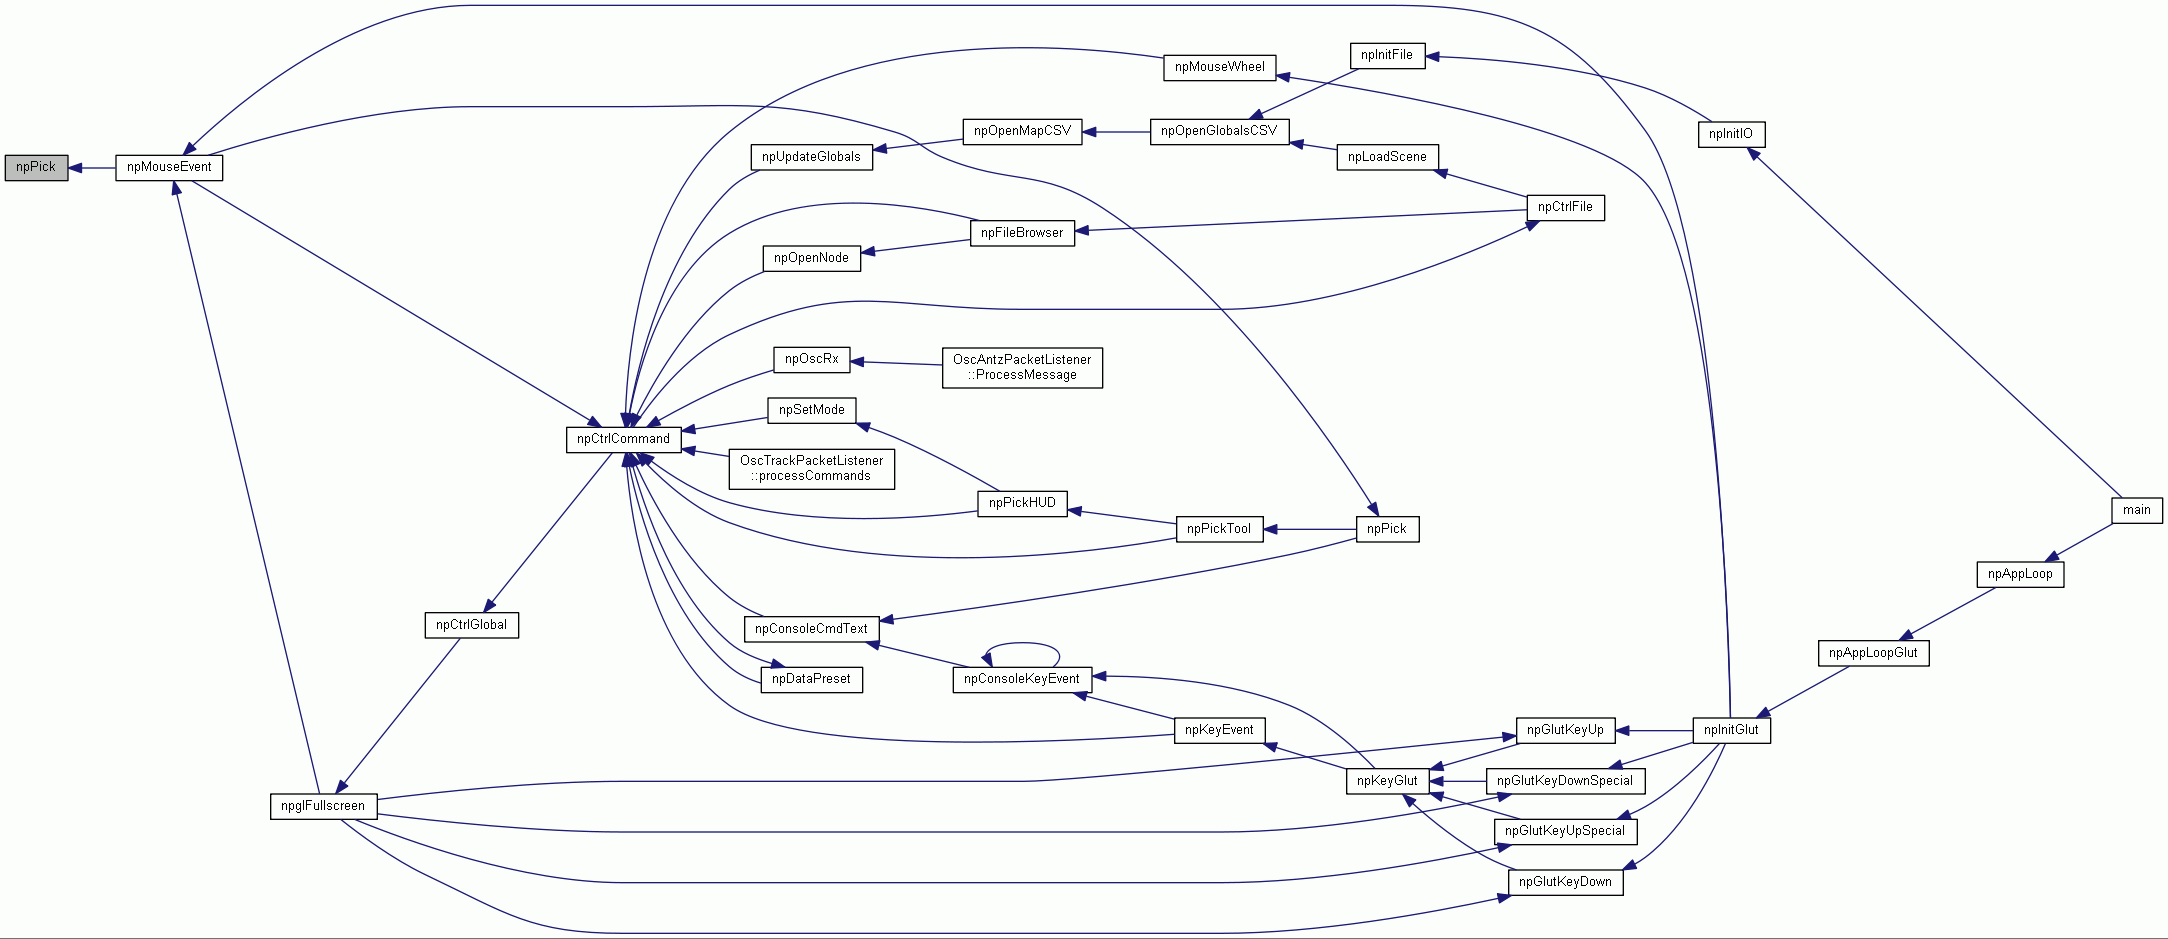 npInitFile
npMouseWheel
npOpenMapCSV
npOpenGlobalsCSV
npInitIO
npUpdateGlobals
npLoadScene
npPick
npMouseEvent
npCtrlFile
npFileBrowser
npOpenNode
npOscRx
OscAntzPacketListener
::ProcessMessage
npSetMode
npCtrlCommand
OscTrackPacketListener
::processCommands
npPickHUD
main
npPickTool
npPick
npAppLoop
npCtrlGlobal
npConsoleCmdText
npAppLoopGlut
npDataPreset
npConsoleKeyEvent
npKeyEvent
npGlutKeyUp
npInitGlut
npKeyGlut
npGlutKeyDownSpecial
npglFullscreen
npGlutKeyUpSpecial
npGlutKeyDown